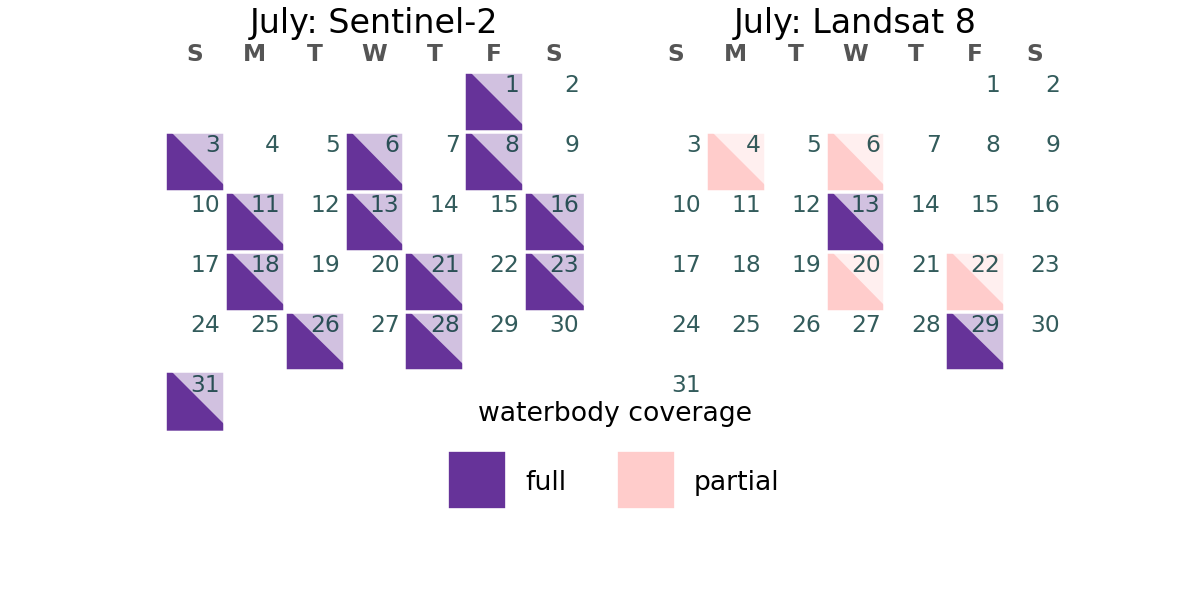 July: Sentinel-2
S M T W T F S
1 2
3 4 5 6 7 8 9
10 11 12 13 14 15 16
17 18 19 20 21 22 23
24 25 26 27 28 29 30
31
July: Landsat 8
S M T W T F S
1 2
3 4 5 6 7 8 9
10 11 12 13 14 15 16
17 18 19 20 21 22 23
24 25 26 27 28 29 30
31
waterbody coverage
full
partial